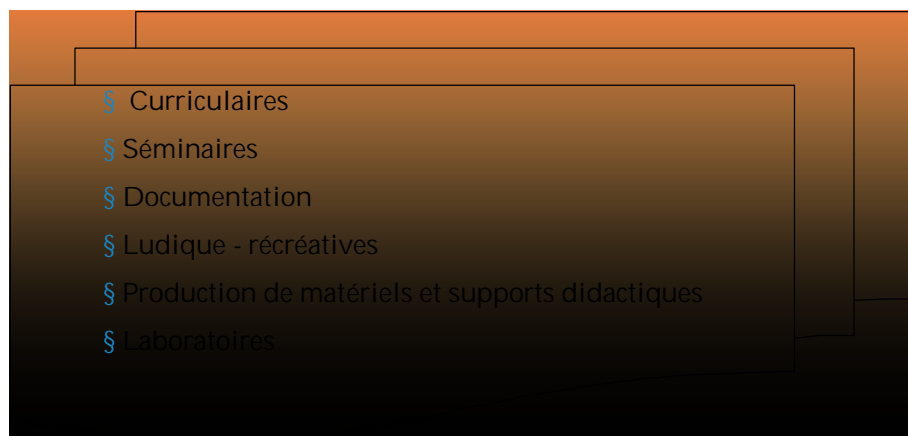 § Curriculaires
§ Séminaires
§ Documentation
§ Ludique - récréatives
§ Production de matériels et supports didactiques
§ Laboratoires